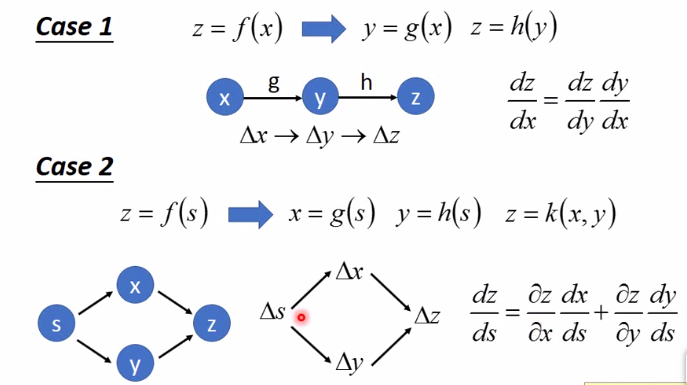 Case 1
z = f(x) y = g(x) z = h(y)
g h
x y z
dz/dx = dz/dy dy/dx
Δx → Δy → Δz
Case 2
z = f(s) x = g(s) y = h(s) z = k(x, y)
x
s z
y
Δx
Δs Δz
Δy
dz/ds = ∂z/∂x dx/ds + ∂z/∂y dy/ds